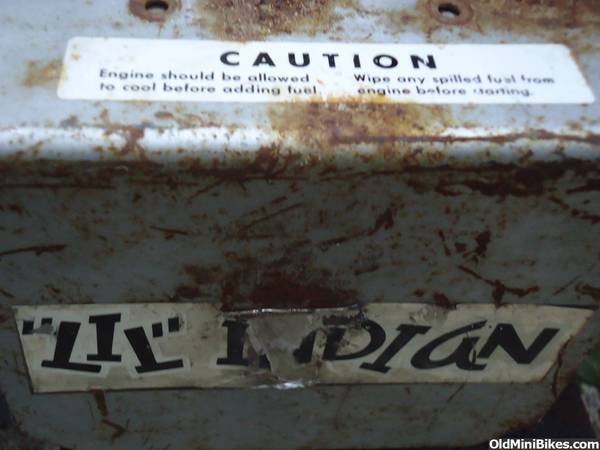 CAUTION
Engine should be allowed
to cool before adding fuel.
Wipe any spilled fuel from
engine before starting.
"LIL" INDIAN
OldMiniBikes.com